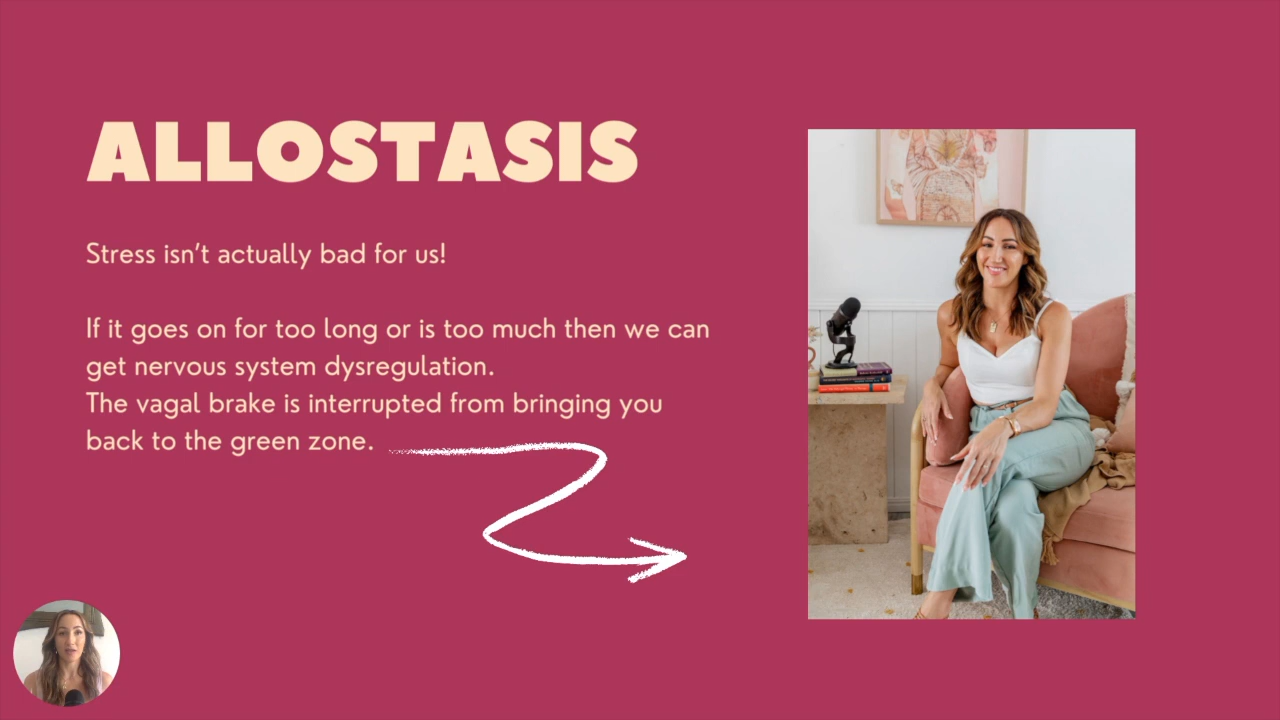 ALLOSTASIS
Stress isn't actually bad for us!
If it goes on for too long or is too much then we can
get nervous system dysregulation.
The vagal brake is interrupted from bringing you
back to the green zone.